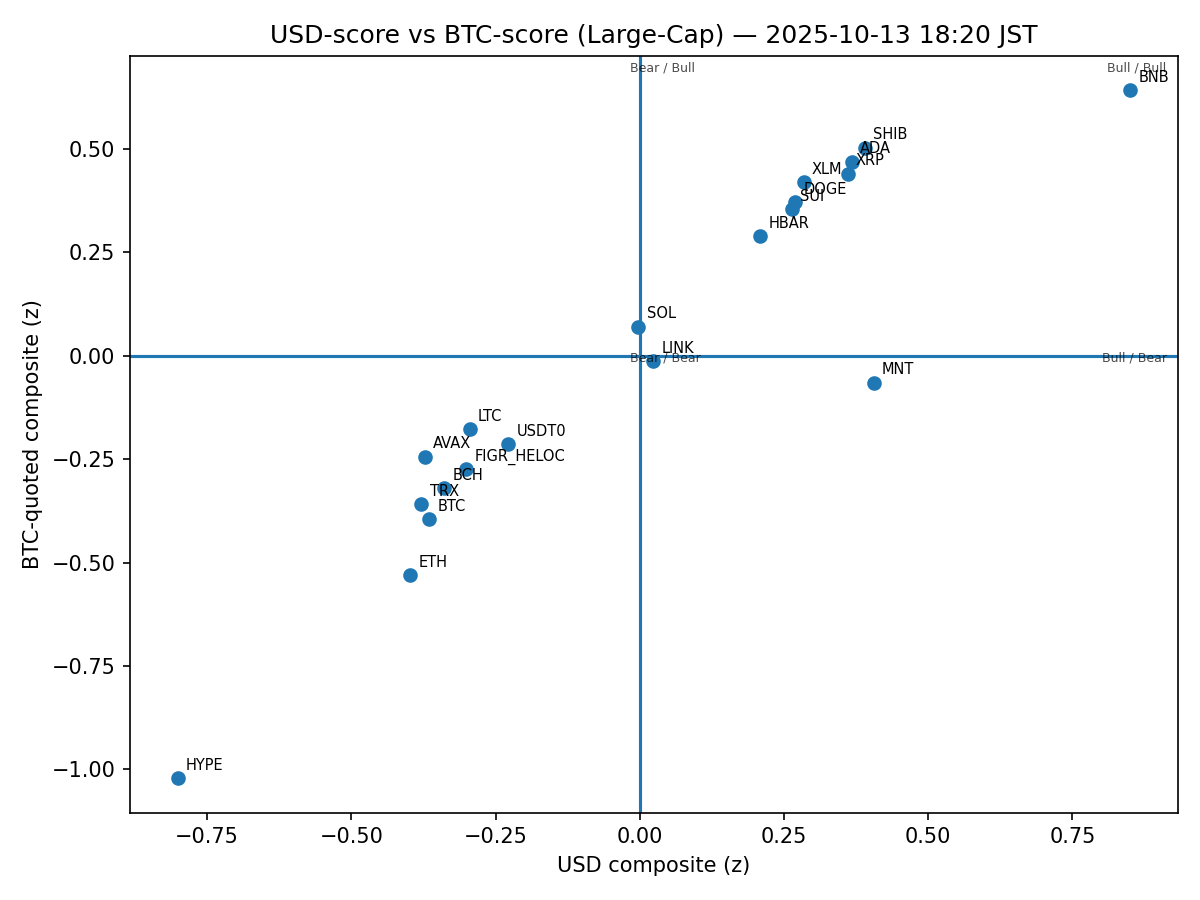 USD-score vs BTC-score (Large-Cap) — 2025-10-13 18:20 JST
Bear / Bull
Bull / Bull
BNB
SHIB
ADA
XRP
XLM
DOGE
SUI
HBAR
SOL
LINK
Bear / Bear
Bull / Bear
MNT
LTC
USDT0
AVAX
FIGR_HELOC
BCH
TRX
BTC
ETH
HYPE
0.50
0.25
0.00
−0.25
−0.50
−0.75
−1.00
BTC-quoted composite (z)
−0.75
−0.50
−0.25
0.00
0.25
0.50
0.75
USD composite (z)